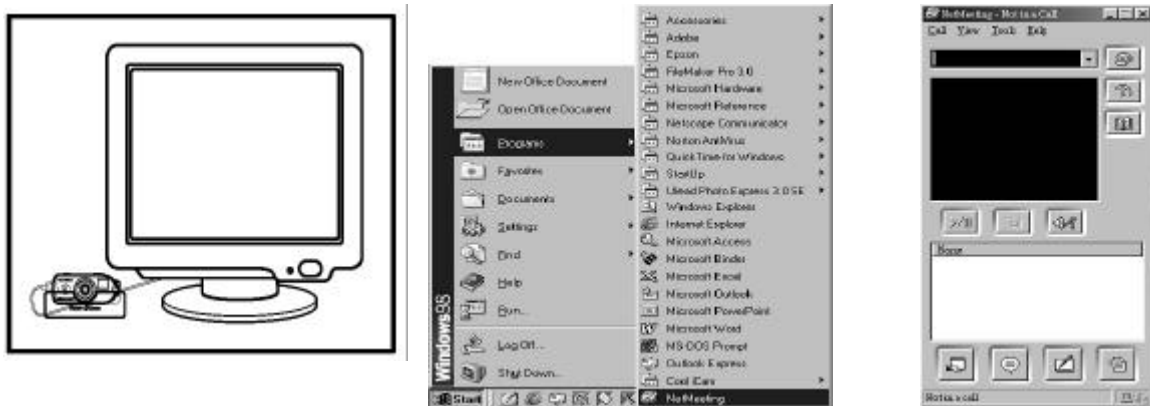 New Office Document
Open Office Document
Programs
Favorites
Documents
Settings
Find
Help
Run...
Log Off...
Shut Down...
Start
Accessories
Adobe
Epson
FileMaker Pro 3.0
Microsoft Hardware
Microsoft Reference
Netscape Communicator
Norton AntiVirus
QuickTime for Windows
StartUp
Ulead Photo Express 2.0 SE
Windows Explorer
Internet Explorer
Microsoft Access
Microsoft Binder
Microsoft Excel
Microsoft Outlook
Microsoft PowerPoint
Microsoft Word
MS-DOS Prompt
Outlook Express
NetMeeting
NetMeeting - Not in a Call
Call View Tools Help
Name
Not in a call